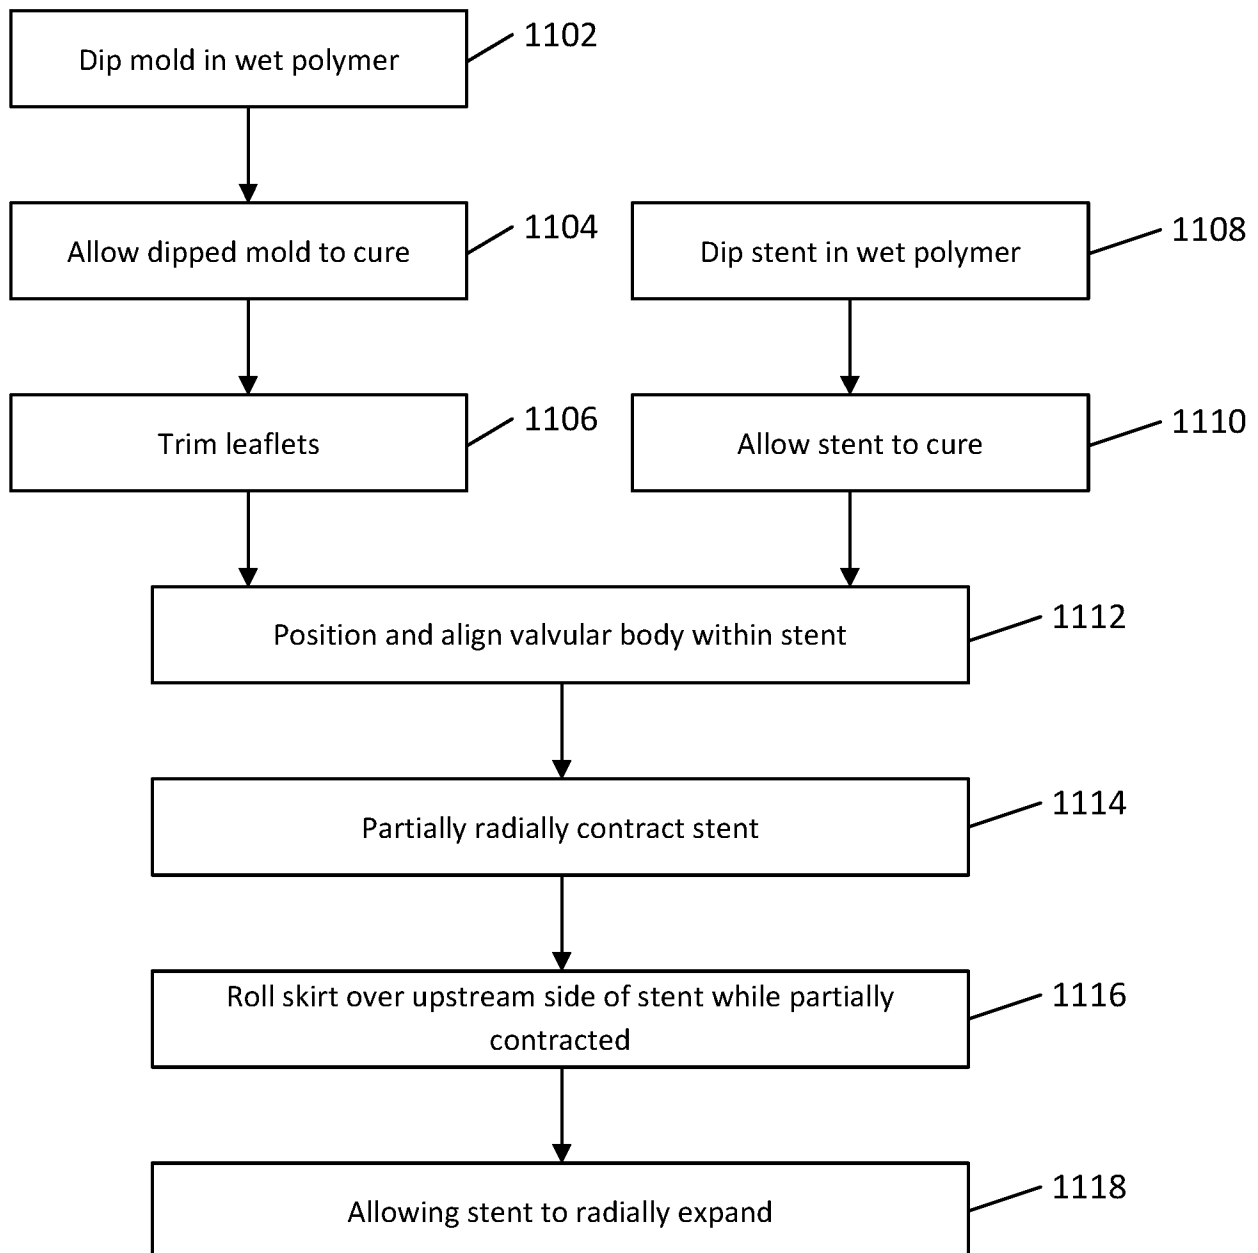 Dip mold in wet polymer
1102
Allow dipped mold to cure
1104
Dip stent in wet polymer
1108
Trim leaflets
1106
Allow stent to cure
1110
Position and align valvular body within stent
1112
Partially radially contract stent
1114
Roll skirt over upstream side of stent while partially
contracted
1116
Allowing stent to radially expand
1118